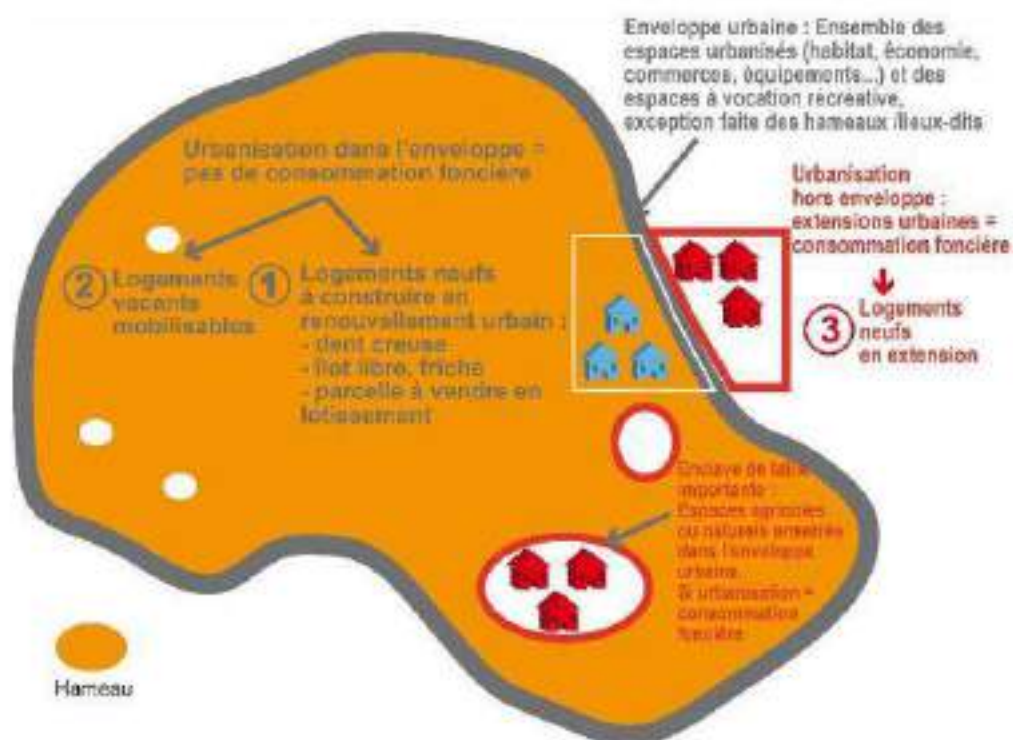 Enveloppe urbaine : Ensemble des
espaces urbanisés (habitat, économie,
commerces, équipements...) et des
espaces à vocation récréative,
exception faite des hameaux /lieux-dits
Urbanisation dans l'enveloppe =
pas de consommation foncière
Urbanisation
hors enveloppe :
extensions urbaines =
consommation foncière
2
Logements
vacants
mobilisables
1
Logements neufs
à construire en
renouvellement urbain :
- dent creuse
- îlot libre, friche
- parcelle à vendre en
lotissement
3
Logements
neufs
en extension
Enclave de taille
importante :
Espaces agricoles
ou naturels enserrés
dans l'enveloppe
urbaine.
Si urbanisation =
consommation
foncière
Hameau